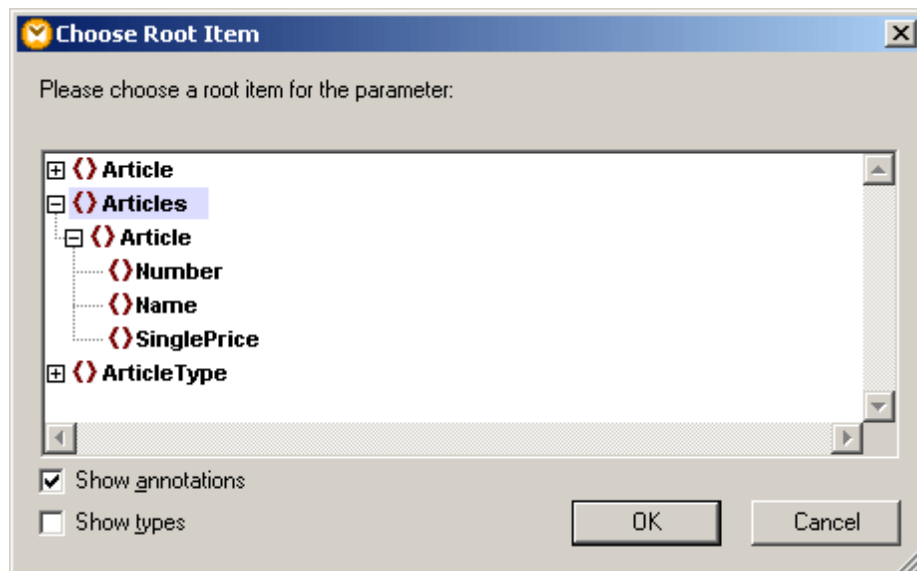 Choose Root Item
Please choose a root item for the parameter:
Article
Articles
Article
Number
Name
SinglePrice
ArticleType
Show annotations
Show types
OK
Cancel